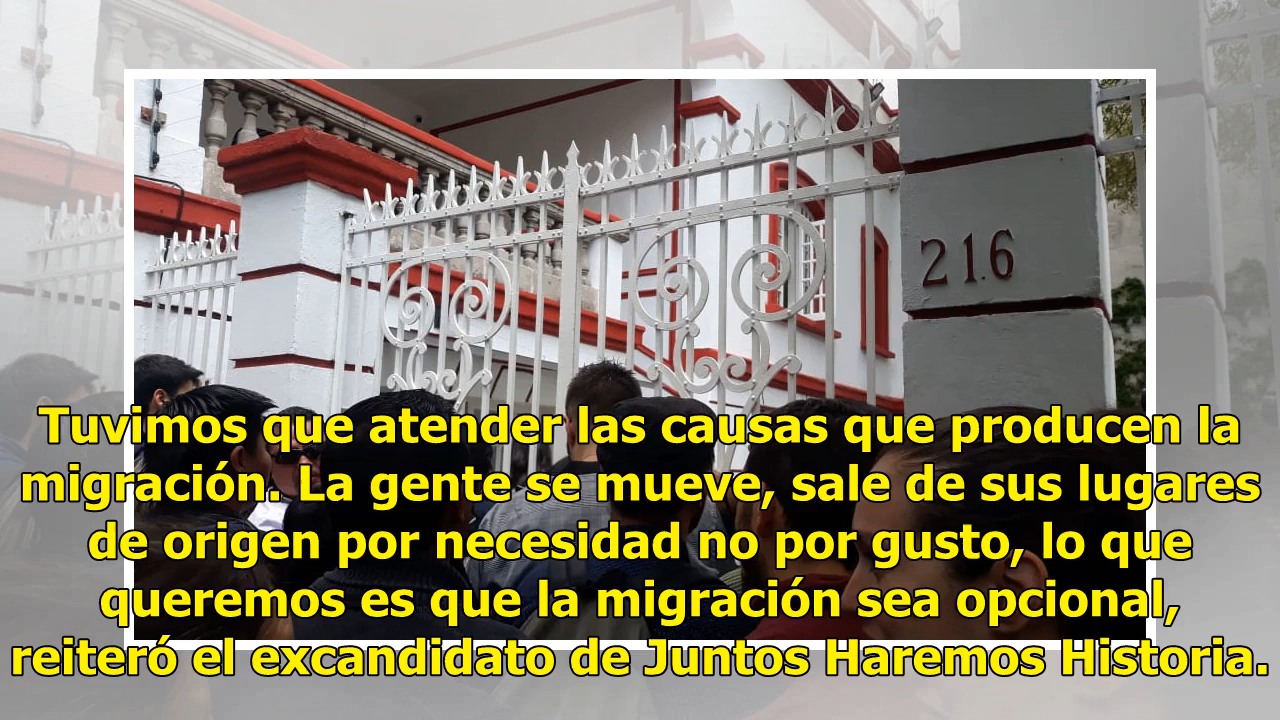 216
Tuvimos que atender las causas que producen la
migración. La gente se mueve, sale de sus lugares
de origen por necesidad no por gusto, lo que
queremos es que la migración sea opcional,
reiteró el excandidato de Juntos Haremos Historia.